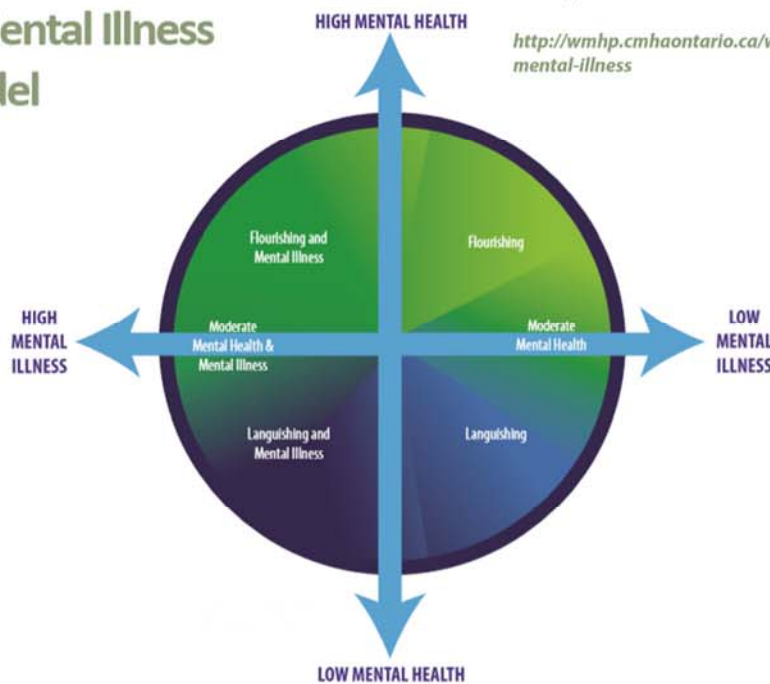 ental Illness
del
HIGH MENTAL HEALTH
http://wmhp.cmhaontario.ca/w
mental-illness
Flourishing and
Mental Illness
Flourishing
HIGH
MENTAL
ILLNESS
Moderate
Mental Health &
Mental Illness
Moderate
Mental Health
LOW
MENTAL
ILLNESS
Languishing and
Mental Illness
Languishing
LOW MENTAL HEALTH